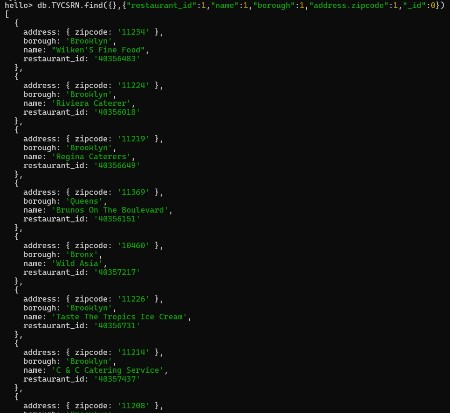 hello> db.TYCSRN.find({},{"restaurant_id":1,"name":1,"borough":1,"address.zipcode":1,"_id":0})
[
  {
    address: { zipcode: '11234' },
    borough: 'Brooklyn',
    name: "Wilken'S Fine Food",
    restaurant_id: '40356483'
  },
  {
    address: { zipcode: '11224' },
    borough: 'Brooklyn',
    name: 'Riviera Caterer',
    restaurant_id: '40356018'
  },
  {
    address: { zipcode: '11219' },
    borough: 'Brooklyn',
    name: 'Regina Caterers',
    restaurant_id: '40356649'
  },
  {
    address: { zipcode: '11369' },
    borough: 'Queens',
    name: 'Brunos On The Boulevard',
    restaurant_id: '40356151'
  },
  {
    address: { zipcode: '10460' },
    borough: 'Bronx',
    name: 'Wild Asia',
    restaurant_id: '40357217'
  },
  {
    address: { zipcode: '11226' },
    borough: 'Brooklyn',
    name: 'Taste The Tropics Ice Cream',
    restaurant_id: '40356731'
  },
  {
    address: { zipcode: '11214' },
    borough: 'Brooklyn',
    name: 'C & C Catering Service',
    restaurant_id: '40357437'
  },
  {
    address: { zipcode: '11208' },